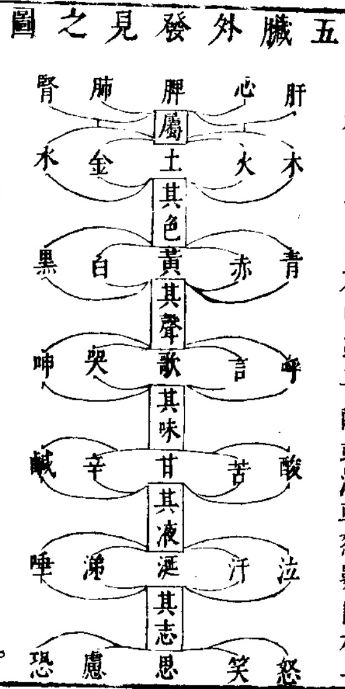 五臟外發見之圖
肝 心 脾 肺 腎
屬
木 火 土 金 水
其色
青 赤 黃 白 黑
其聲
呼 言 歌 哭 呻
其味
酸 苦 甘 辛 鹹
其液
泣 汗 涎 涕 唾
其志
怒 笑 思 慮 恐